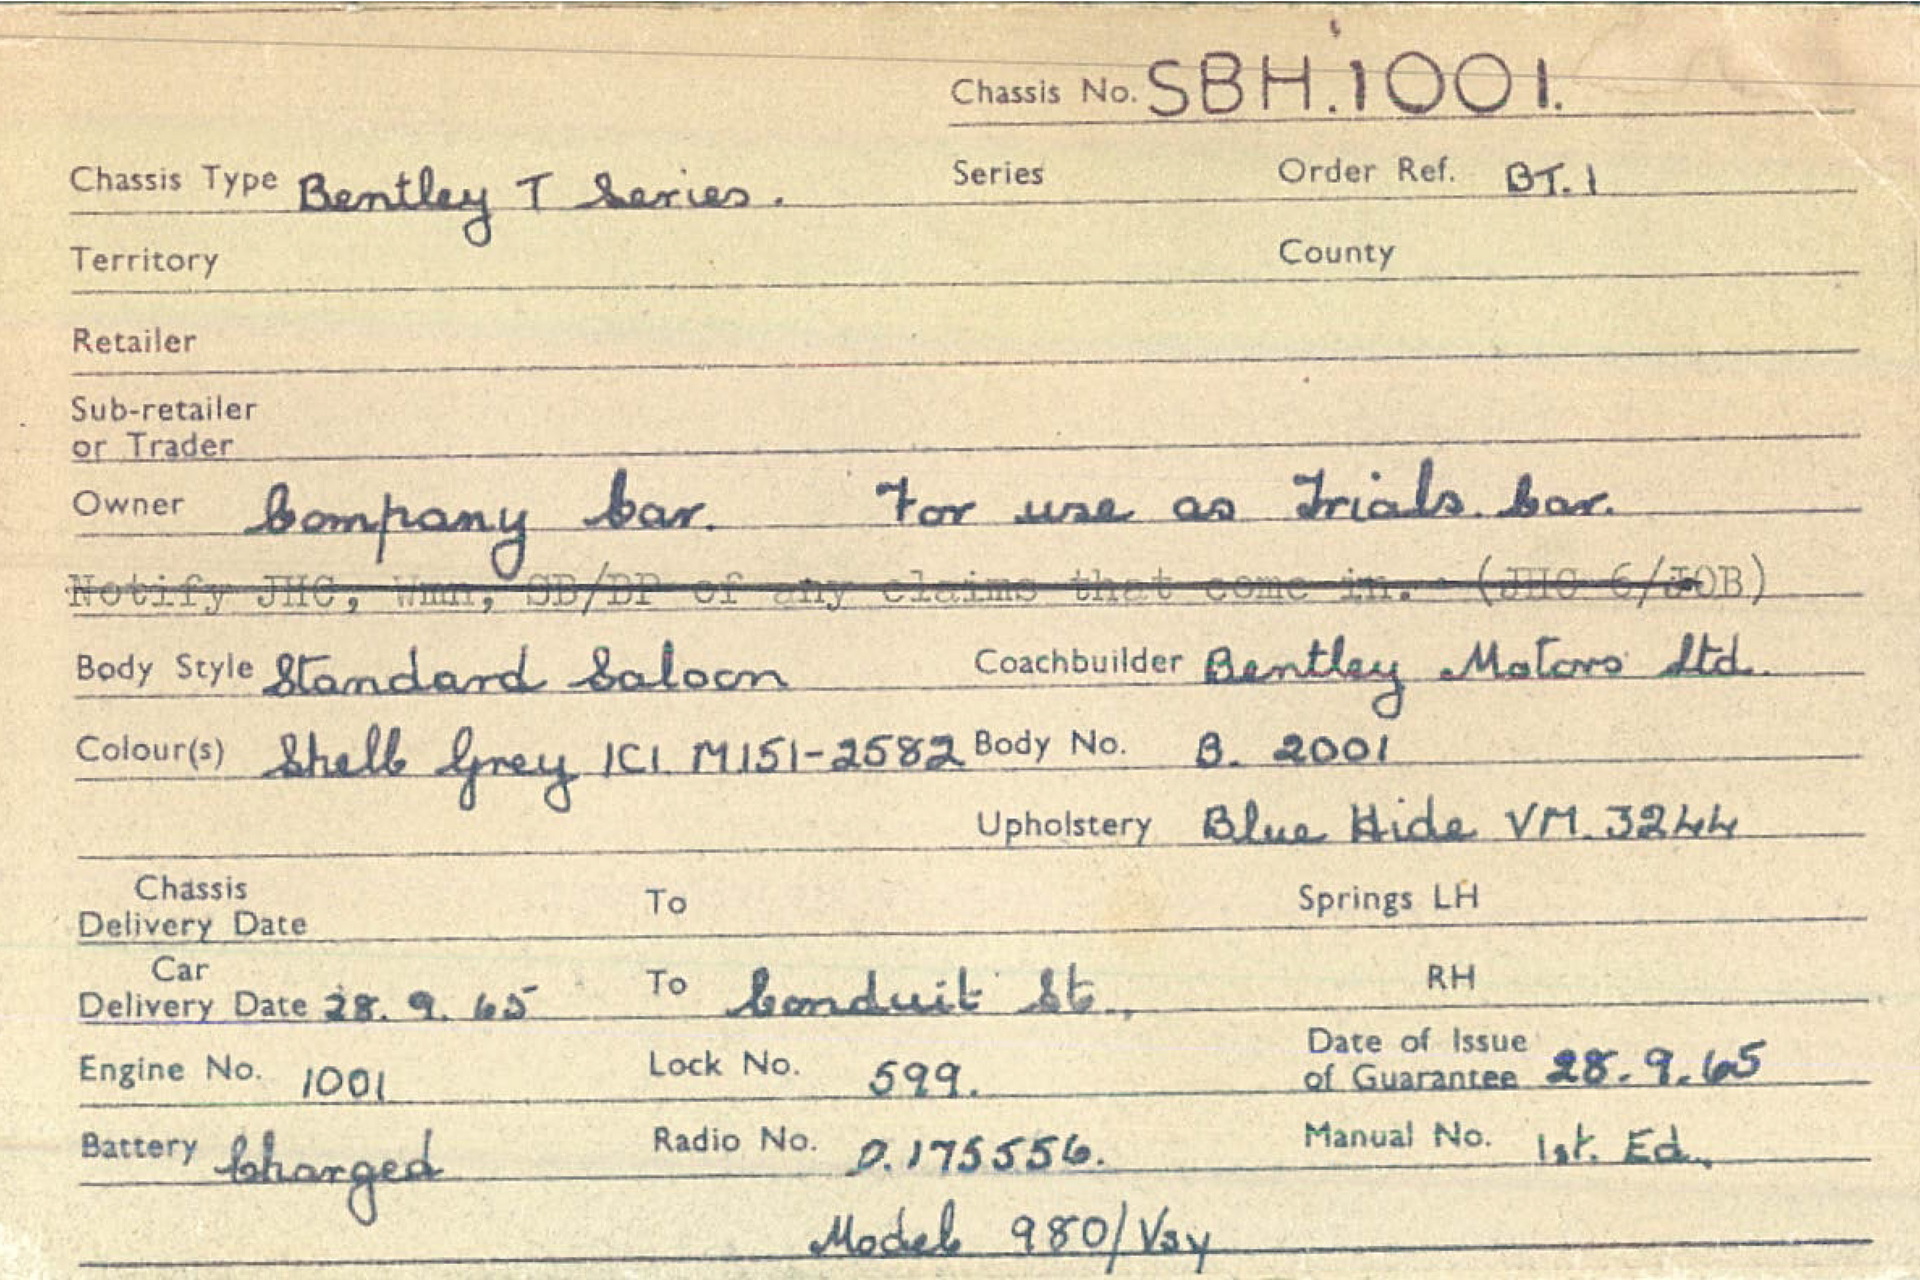 Chassis No. SBH.1001.
Chassis Type Bentley T Series. Series Order Ref. BT.1
Territory County
Retailer
Sub-retailer
or Trader
Owner Company Car. For use as Trials. Car.
Notify JHC, Wmn, SB/BP of any claims that come in. (JHC 6/JOB)
Body Style Standard Saloon Coachbuilder Bentley Motors Ltd.
Colour(s) Shell Grey ICI M151-2582 Body No. B. 2001
Upholstery Blue Hide VM. 3244
Chassis
Delivery Date To Springs LH
Car
Delivery Date 28. 9. 65 To Conduit St., RH
Engine No. 1001 Lock No. 599. Date of Issue
of Guarantee 28.9.65
Battery Charged Radio No. D.175556. Manual No. 1st. Ed.
Model 980/Vsy